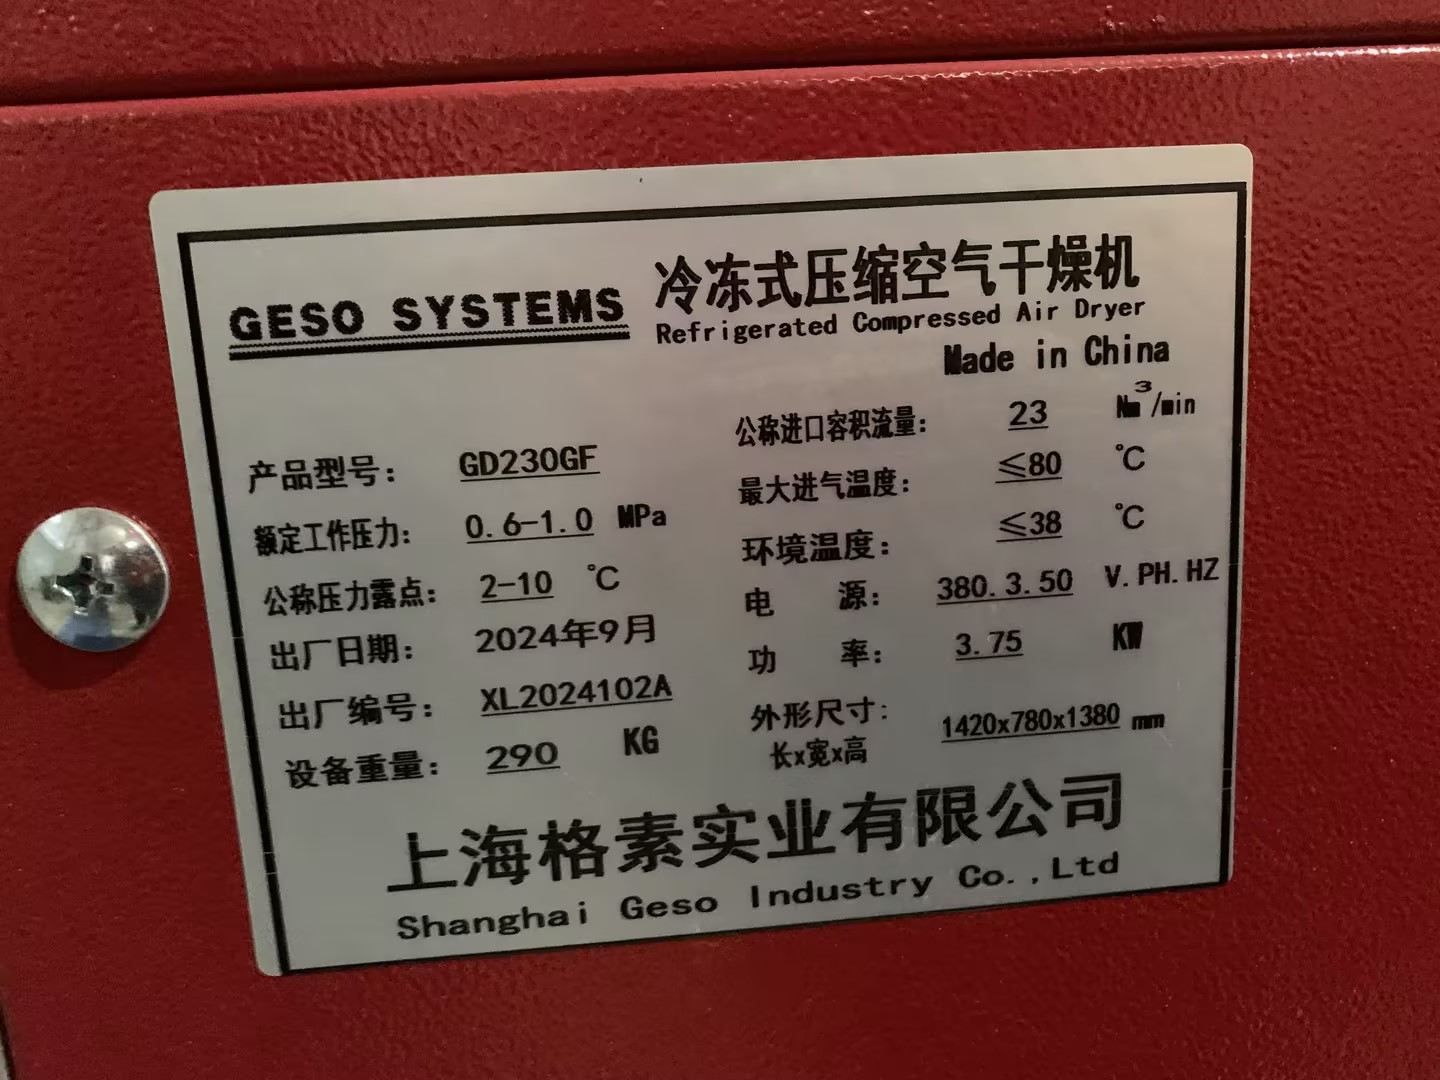 GESO SYSTEMS
冷冻式压缩空气干燥机
Refrigerated Compressed Air Dryer
Made in China
产品型号: GD230GF
额定工作压力: 0.6-1.0 MPa
公称压力露点: 2-10 ℃
出厂日期: 2024年9月
出厂编号: XL2024102A
设备重量: 290 KG
公称进口容积流量: 23 Nm³/min
最大进气温度: ≤80 ℃
环境温度: ≤38 ℃
电 源: 380.3.50 V.PH.HZ
功 率: 3.75 KW
外形尺寸: 1420x780x1380 mm
长x宽x高
上海格素实业有限公司
Shanghai Geso Industry Co.,Ltd